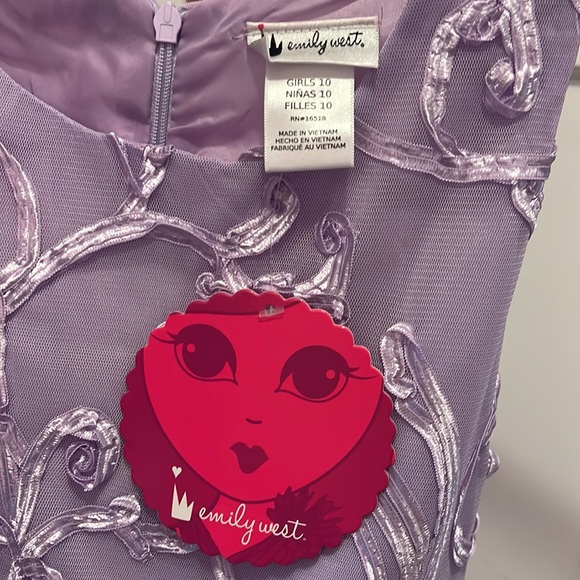 emily west.
GIRLS 10
NIÑAS 10
FILLES 10
RN#16518
MADE IN VIETNAM
HECHO EN VIETNAM
FABRIQUÉ AU VIETNAM
emily west.